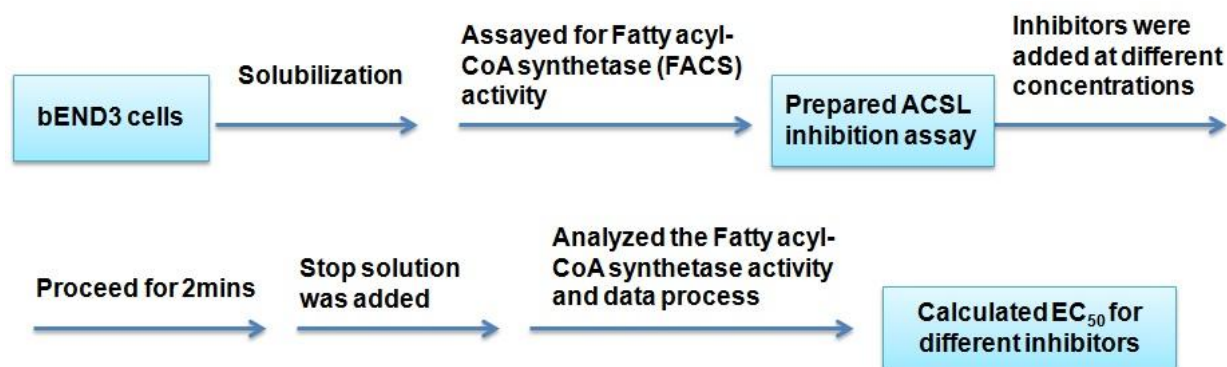 bEND3 cells
Solubilization
Assayed for Fatty acyl-
CoA synthetase (FACS)
activity
Prepared ACSL
inhibition assay
Inhibitors were
added at different
concentrations
Proceed for 2mins
Stop solution
was added
Analyzed the Fatty acyl-
CoA synthetase activity
and data process
Calculated EC₅₀ for
different inhibitors